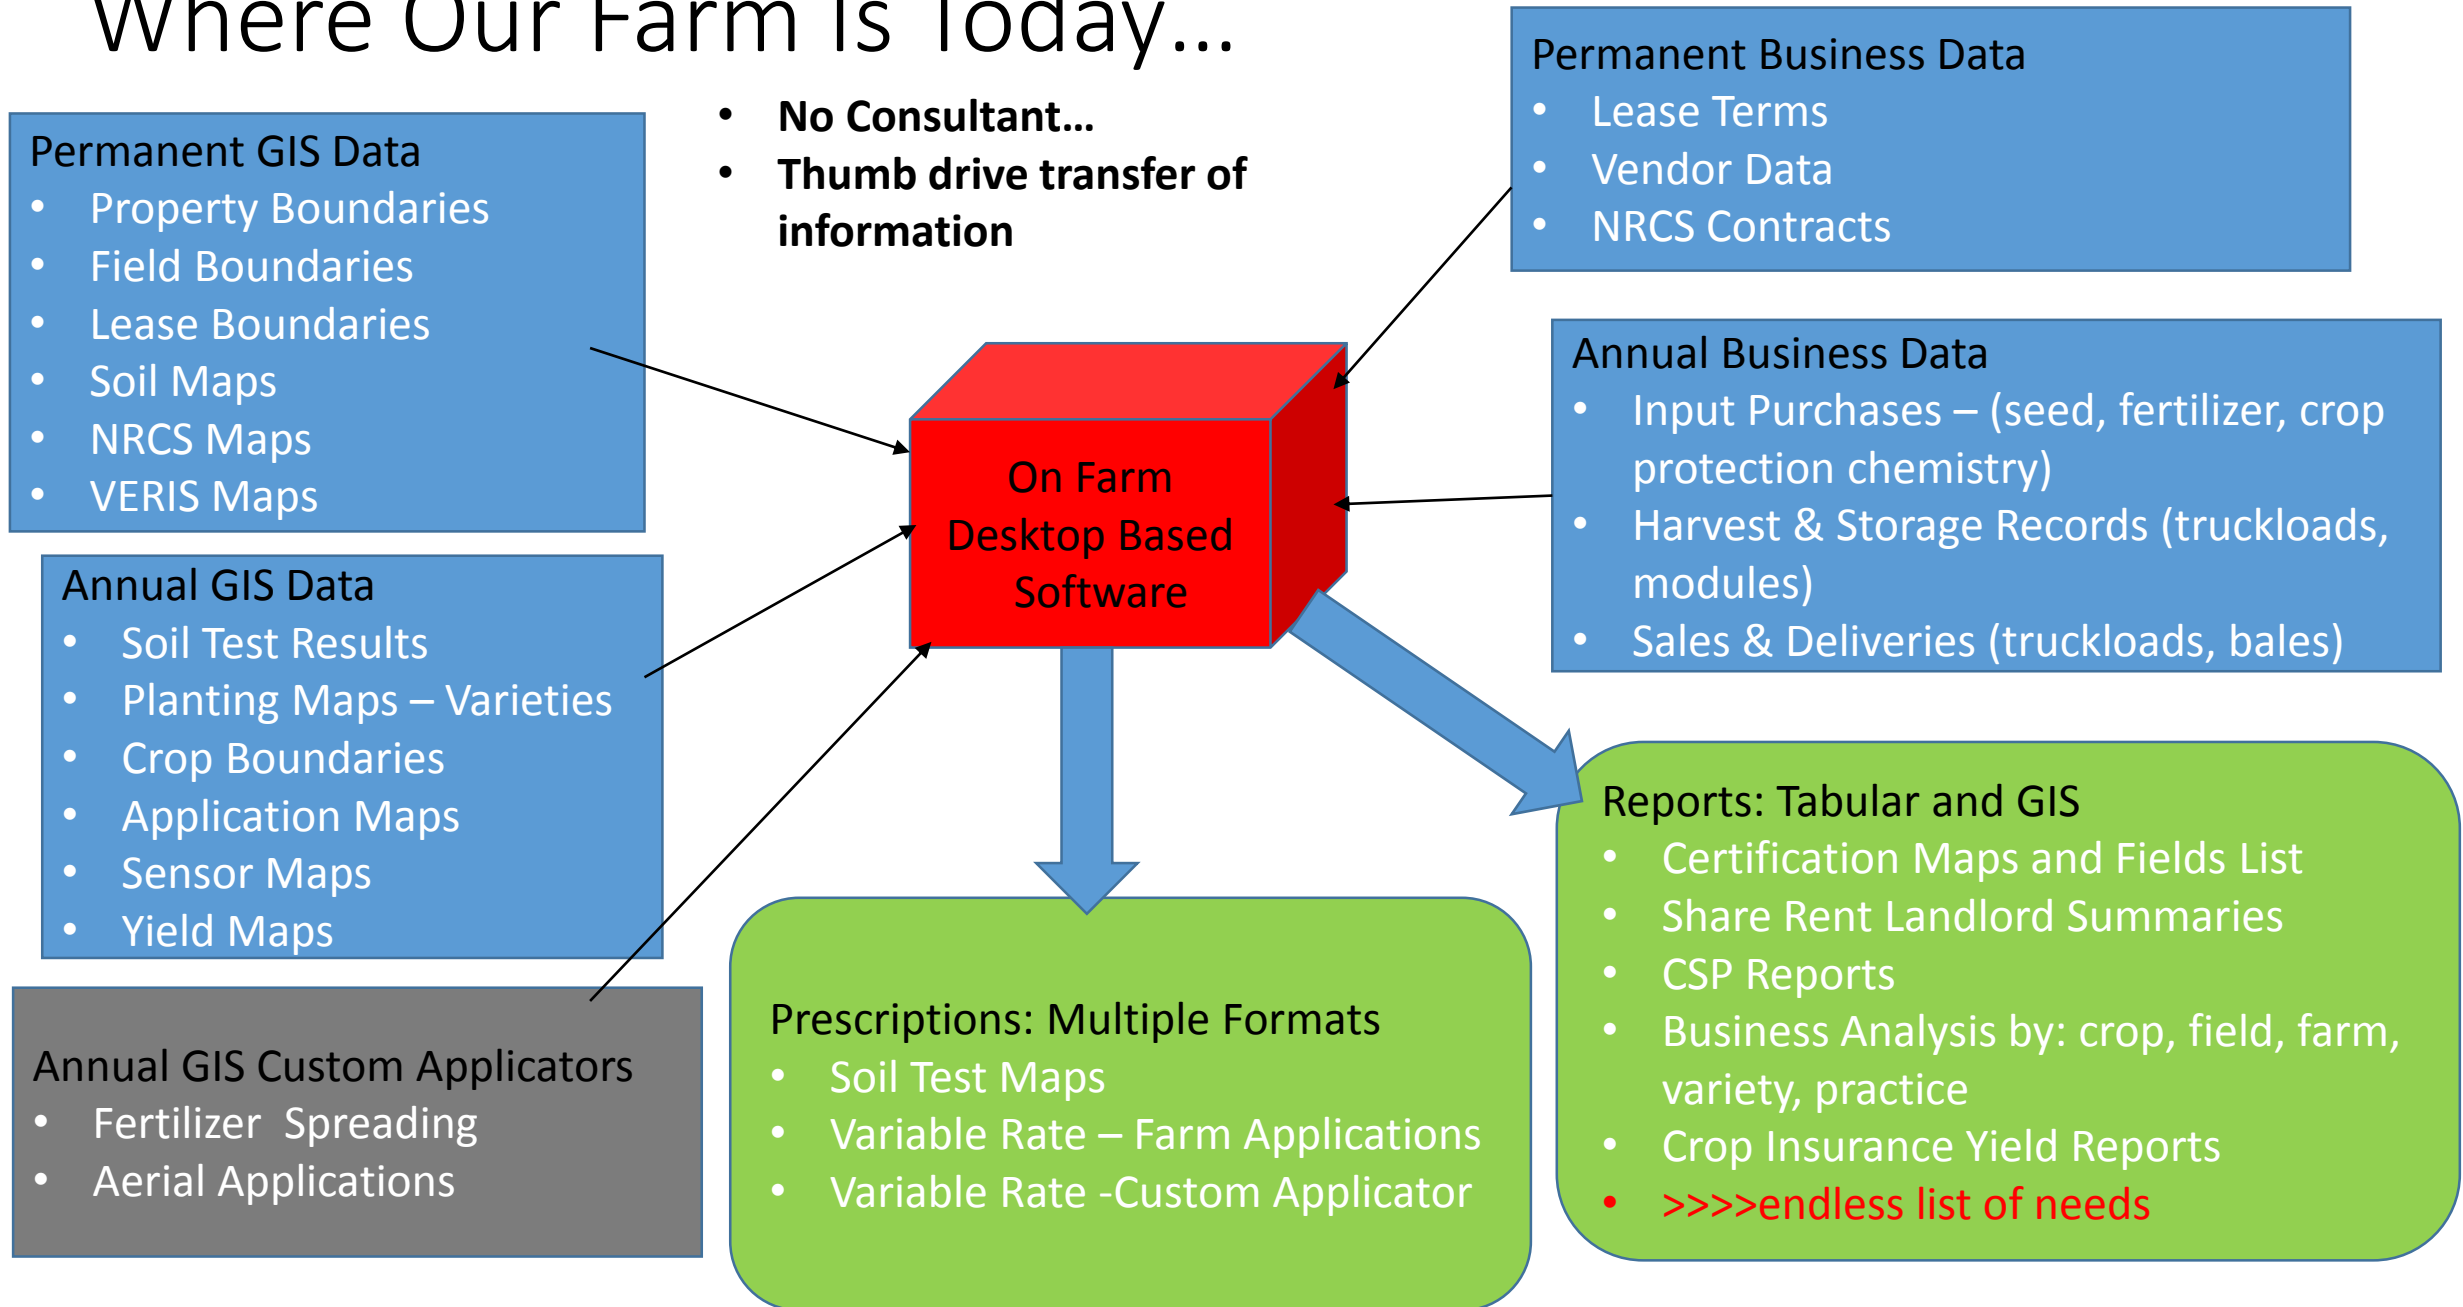 Where Our Farm Is Today...
• No Consultant...
• Thumb drive transfer of
information
Permanent GIS Data
• Property Boundaries
• Field Boundaries
• Lease Boundaries
• Soil Maps
• NRCS Maps
• VERIS Maps
Annual GIS Data
• Soil Test Results
• Planting Maps – Varieties
• Crop Boundaries
• Application Maps
• Sensor Maps
• Yield Maps
Annual GIS Custom Applicators
• Fertilizer  Spreading
• Aerial Applications
On Farm
Desktop Based
Software
Permanent Business Data
• Lease Terms
• Vendor Data
• NRCS Contracts
Annual Business Data
• Input Purchases – (seed, fertilizer, crop
protection chemistry)
• Harvest & Storage Records (truckloads,
modules)
• Sales & Deliveries (truckloads, bales)
Prescriptions: Multiple Formats
• Soil Test Maps
• Variable Rate – Farm Applications
• Variable Rate -Custom Applicator
Reports: Tabular and GIS
• Certification Maps and Fields List
• Share Rent Landlord Summaries
• CSP Reports
• Business Analysis by: crop, field, farm,
variety, practice
• Crop Insurance Yield Reports
• >>>>endless list of needs